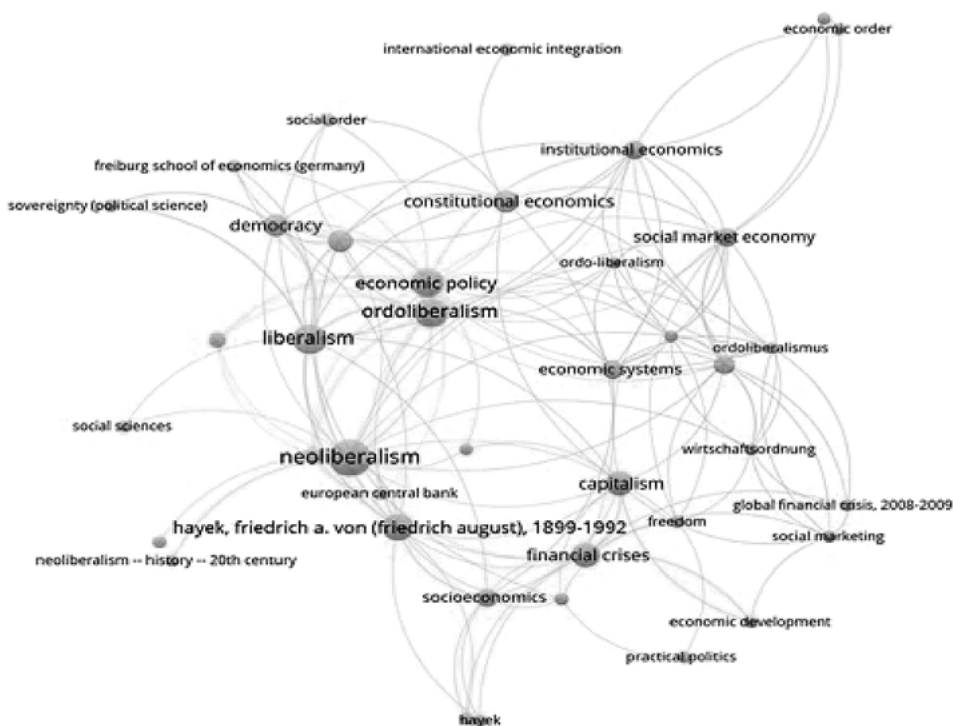 economic order
international economic integration
social order
institutional economics
freiburg school of economics (germany)
sovereignty (political science)
constitutional economics
democracy
social market economy
ordo-liberalism
economic policy
ordoliberalism
liberalism
ordoliberalismus
economic systems
social sciences
wirtschaftsordnung
neoliberalism
capitalism
european central bank
global financial crisis, 2008-2009
hayek, friedrich a. von (friedrich august), 1899-1992
freedom
social marketing
financial crises
neoliberalism -- history -- 20th century
socioeconomics
economic development
practical politics
hayek